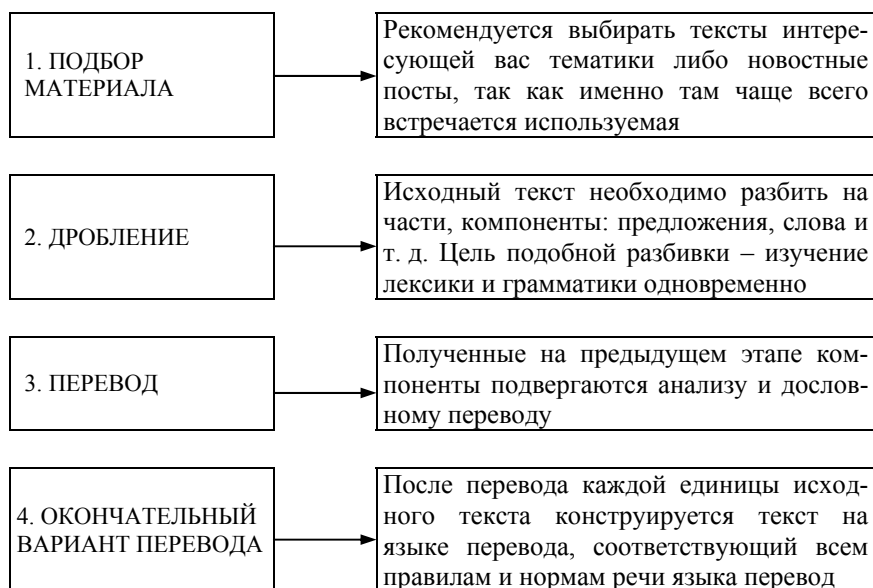 1. ПОДБОР
МАТЕРИАЛА
Рекомендуется выбирать тексты интере-
сующей вас тематики либо новостные
посты, так как именно там чаще всего
встречается используемая
2. ДРОБЛЕНИЕ
Исходный текст необходимо разбить на
части, компоненты: предложения, слова и
т. д. Цель подобной разбивки – изучение
лексики и грамматики одновременно
3. ПЕРЕВОД
Полученные на предыдущем этапе ком-
поненты подвергаются анализу и дослов-
ному переводу
4. ОКОНЧАТЕЛЬНЫЙ
ВАРИАНТ ПЕРЕВОДА
После перевода каждой единицы исход-
ного текста конструируется текст на
языке перевода, соответствующий всем
правилам и нормам речи языка перевод